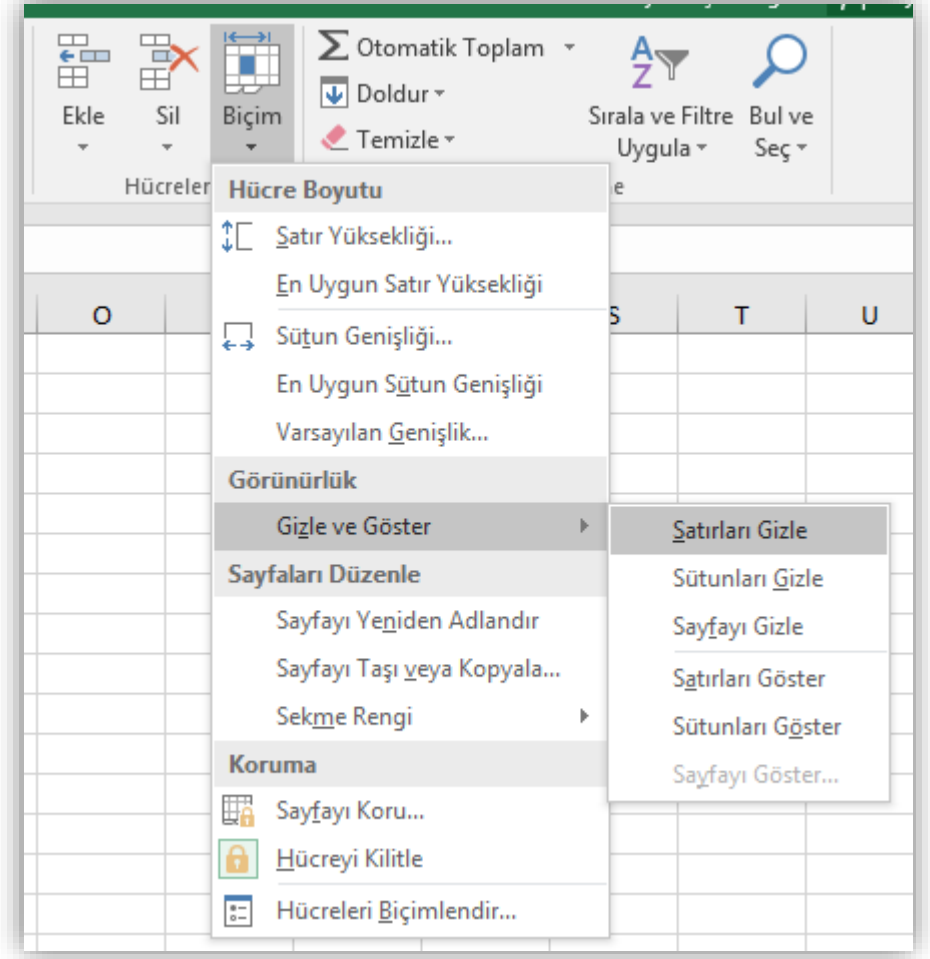 Ekle
Sil
Biçim
Otomatik Toplam
Doldur
Temizle
Sırala ve Filtre
Uygula
Bul ve
Seç
Hücreler
Hücre Boyutu
Satır Yüksekliği...
En Uygun Satır Yüksekliği
Sütun Genişliği...
En Uygun Sütun Genişliği
Varsayılan Genişlik...
O
S
T
U
Görünürlük
Gizle ve Göster
Satırları Gizle
Sütunları Gizle
Sayfayı Gizle
Satırları Göster
Sütunları Göster
Sayfayı Göster...
Sayfaları Düzenle
Sayfayı Yeniden Adlandır
Sayfayı Taşı veya Kopyala...
Sekme Rengi
Koruma
Sayfayı Koru...
Hücreyi Kilitle
Hücreleri Biçimlendir...